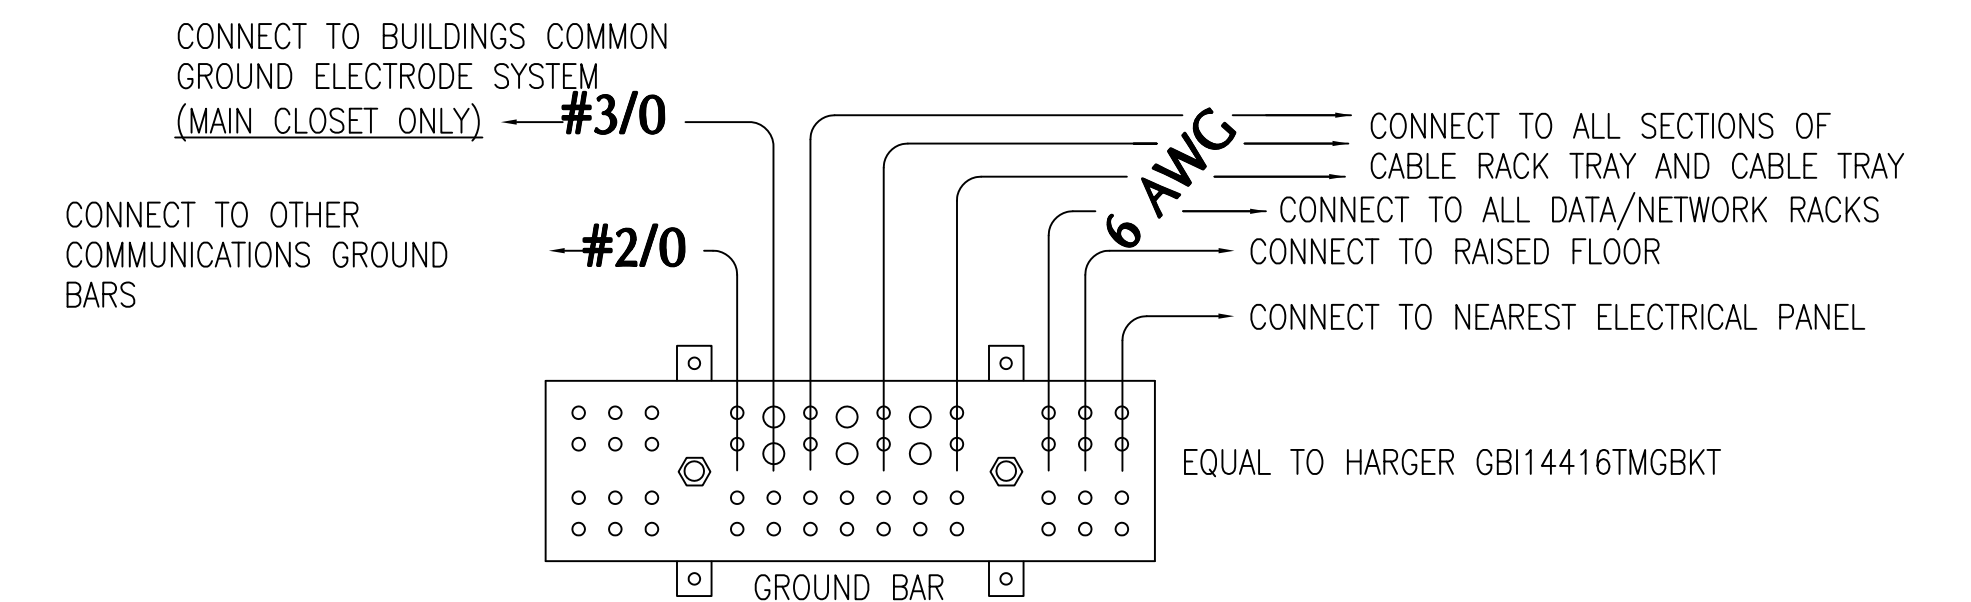 CONNECT TO BUILDINGS COMMON
GROUND ELECTRODE SYSTEM
(MAIN CLOSET ONLY)
#3/0
CONNECT TO OTHER
COMMUNICATIONS GROUND
BARS
#2/0
6 AWG
CONNECT TO ALL SECTIONS OF
CABLE RACK TRAY AND CABLE TRAY
CONNECT TO ALL DATA/NETWORK RACKS
CONNECT TO RAISED FLOOR
CONNECT TO NEAREST ELECTRICAL PANEL
EQUAL TO HARGER GBI14416TMGBKT
GROUND BAR